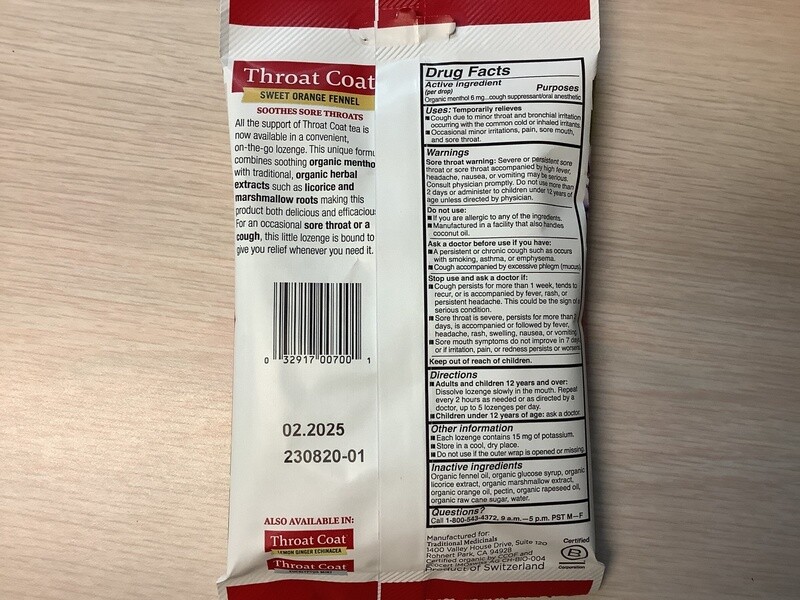 Throat Coat
SWEET ORANGE FENNEL
SOOTHES SORE THROATS
All the support of Throat Coat tea is
now available in a convenient,
on-the-go lozenge. This unique formu
combines soothing organic mentho
with traditional, organic herbal
extracts such as licorice and
marshmallow roots making this
product both delicious and efficacious
For an occasional sore throat or a
cough, this little lozenge is bound to
give you relief whenever you need it.
0 32917 00700 1
02.2025
230820-01
ALSO AVAILABLE IN:
Throat Coat
LEMON GINGER ECHINACEA
Throat Coat
Drug Facts
Active ingredient
(per drop) Purposes
Organic menthol 6 mg...cough suppressant/oral anesthetic
Uses: Temporarily relieves
■ Cough due to minor throat and bronchial irritation
occurring with the common cold or inhaled irritants.
■ Occasional minor irritations, pain, sore mouth,
and sore throat.
Warnings
Sore throat warning: Severe or persistent sore
throat or sore throat accompanied by high fever,
headache, nausea, or vomiting may be serious.
Consult physician promptly. Do not use more than
2 days or administer to children under 12 years of
age unless directed by physician.
Do not use:
■ If you are allergic to any of the ingredients.
■ Manufactured in a facility that also handles
coconut oil.
Ask a doctor before use if you have:
■ A persistent or chronic cough such as occurs
with smoking, asthma, or emphysema.
■ Cough accompanied by excessive phlegm (mucus).
Stop use and ask a doctor if:
■ Cough persists for more than 1 week, tends to
recur, or is accompanied by fever, rash, or
persistent headache. This could be the sign of a
serious condition.
■ Sore throat is severe, persists for more than 2
days, is accompanied or followed by fever,
headache, rash, swelling, nausea, or vomiting.
■ Sore mouth symptoms do not improve in 7 days
or if irritation, pain, or redness persists or worsens.
Keep out of reach of children.
Directions
■ Adults and children 12 years and over:
Dissolve lozenge slowly in the mouth. Repeat
every 2 hours as needed or as directed by a
doctor, up to 5 lozenges per day.
■ Children under 12 years of age: ask a doctor.
Other information
■ Each lozenge contains 15 mg of potassium.
■ Store in a cool, dry place.
■ Do not use if the outer wrap is opened or missing.
Inactive ingredients
Organic fennel oil, organic glucose syrup, organic
licorice extract, organic marshmallow extract,
organic orange oil, pectin, organic rapeseed oil,
organic raw cane sugar, water.
Questions?
Call 1-800-543-4372, 9 a.m.–5 p.m. PST M–F
Manufactured for:
Traditional Medicinals
1400 Valley House Drive, Suite 120
Rohnert Park, CA 94928
Certified organic by CCOF and
CH-BIO-004
Product of Switzerland
Certified
B
Corporation